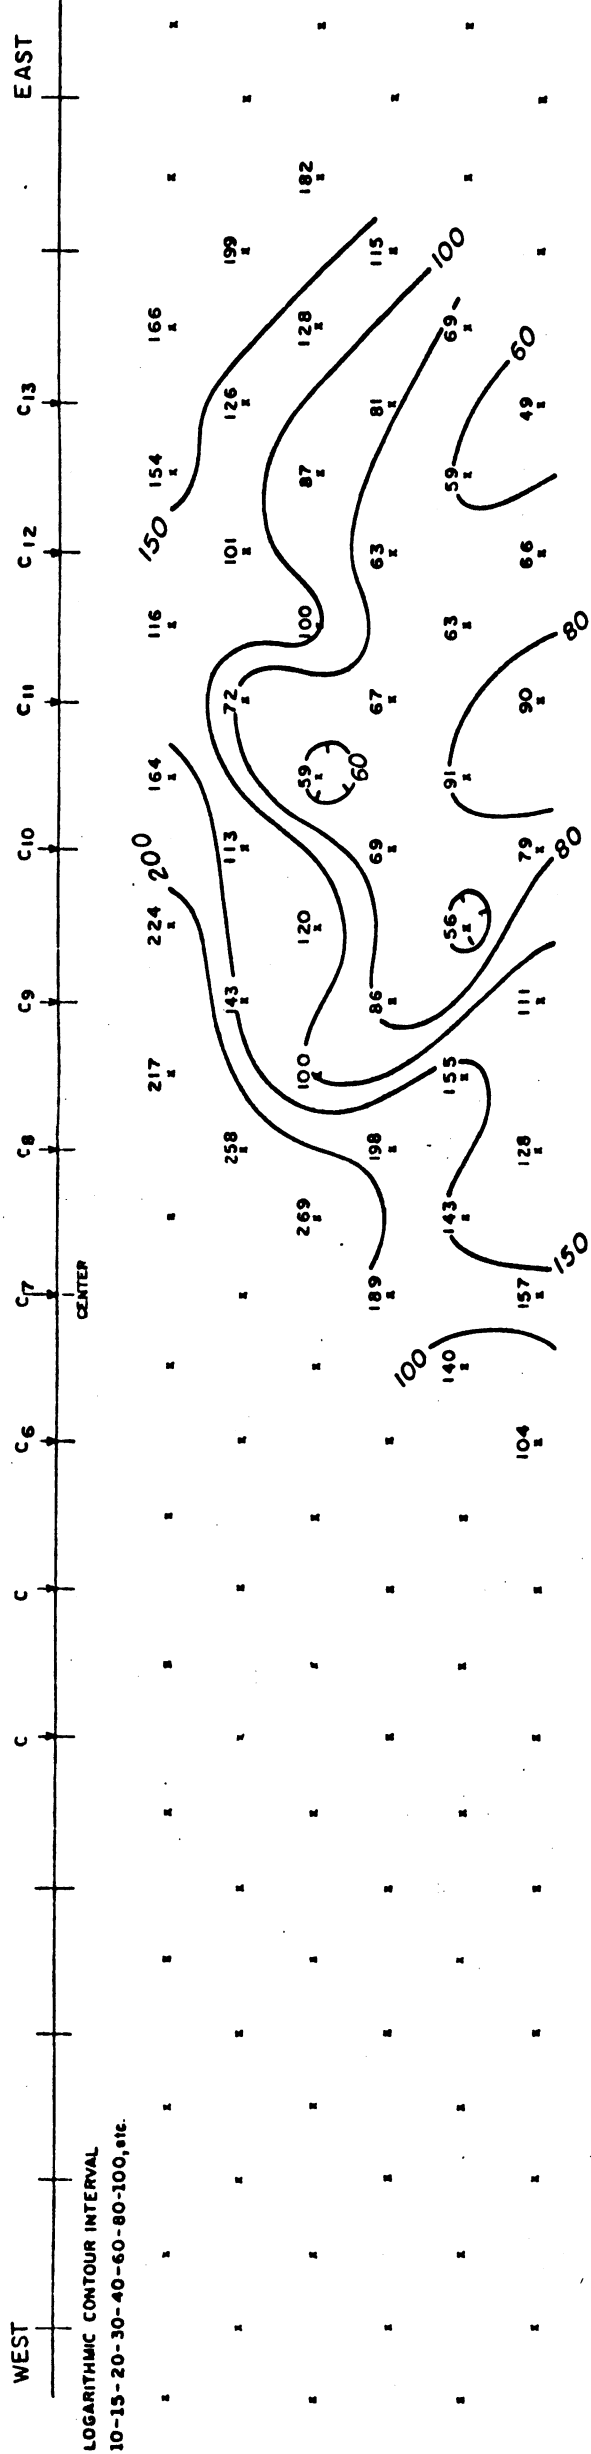 WEST C C C6 C7 C8 C9 C10 C11 C12 C13 EAST
CENTER
LOGARITHMIC CONTOUR INTERVAL
10-15-20-30-40-60-80-100, etc.
217 224 200 164 116 150 154 166
258 143 113 72 101 126 199
269 100 120 59 100 87 128 182
60
189 198 86 69 67 63 81 115
100 100
140 143 155 56 91 63 59 69
60
104 157 128 111 79 90 66 49
150 80 80